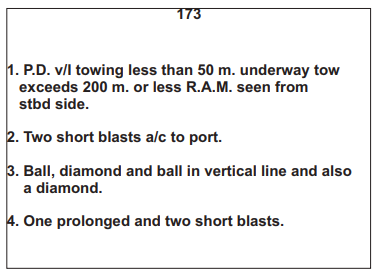 173
1. P.D. v/l towing less than 50 m. underway tow
exceeds 200 m. or less R.A.M. seen from
stbd side.
2. Two short blasts a/c to port.
3. Ball, diamond and ball in vertical line and also
a diamond.
4. One prolonged and two short blasts.